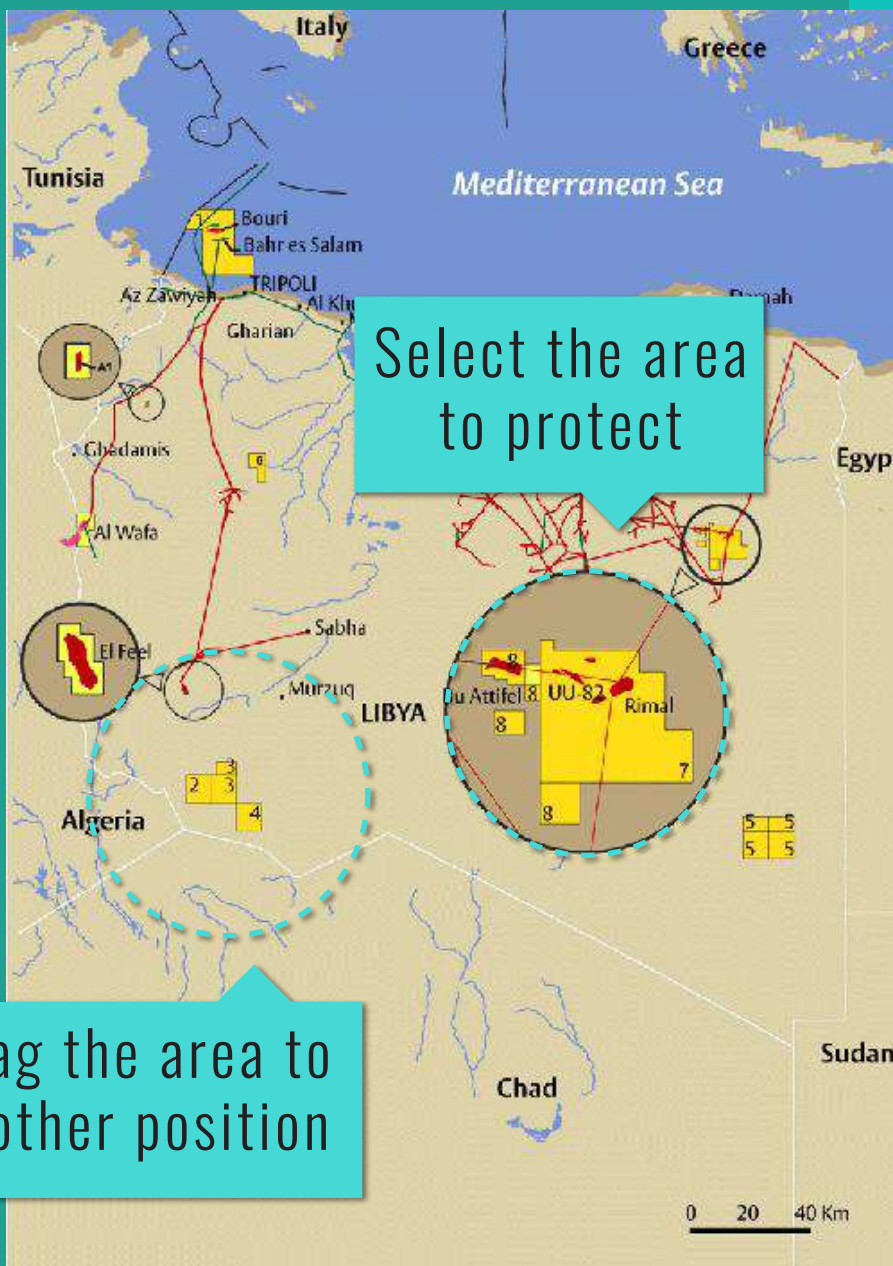 Italy
Greece
Tunisia
Mediterranean Sea
1
Bouri
Bahr es Salam
TRIPOLI
Az Zawiyah
Gharian
Select the area
to protect
A1
Ghadamis
6
Egyp
Al Wafa
El Feel
Sabha
Murzuq
LIBYA
8
Bu Attifel
8
UU-82
Rimal
8
7
8
3
2
3
4
Algeria
5
5
5
5
ag the area to
other position
Chad
Sudan
0
20
40 Km